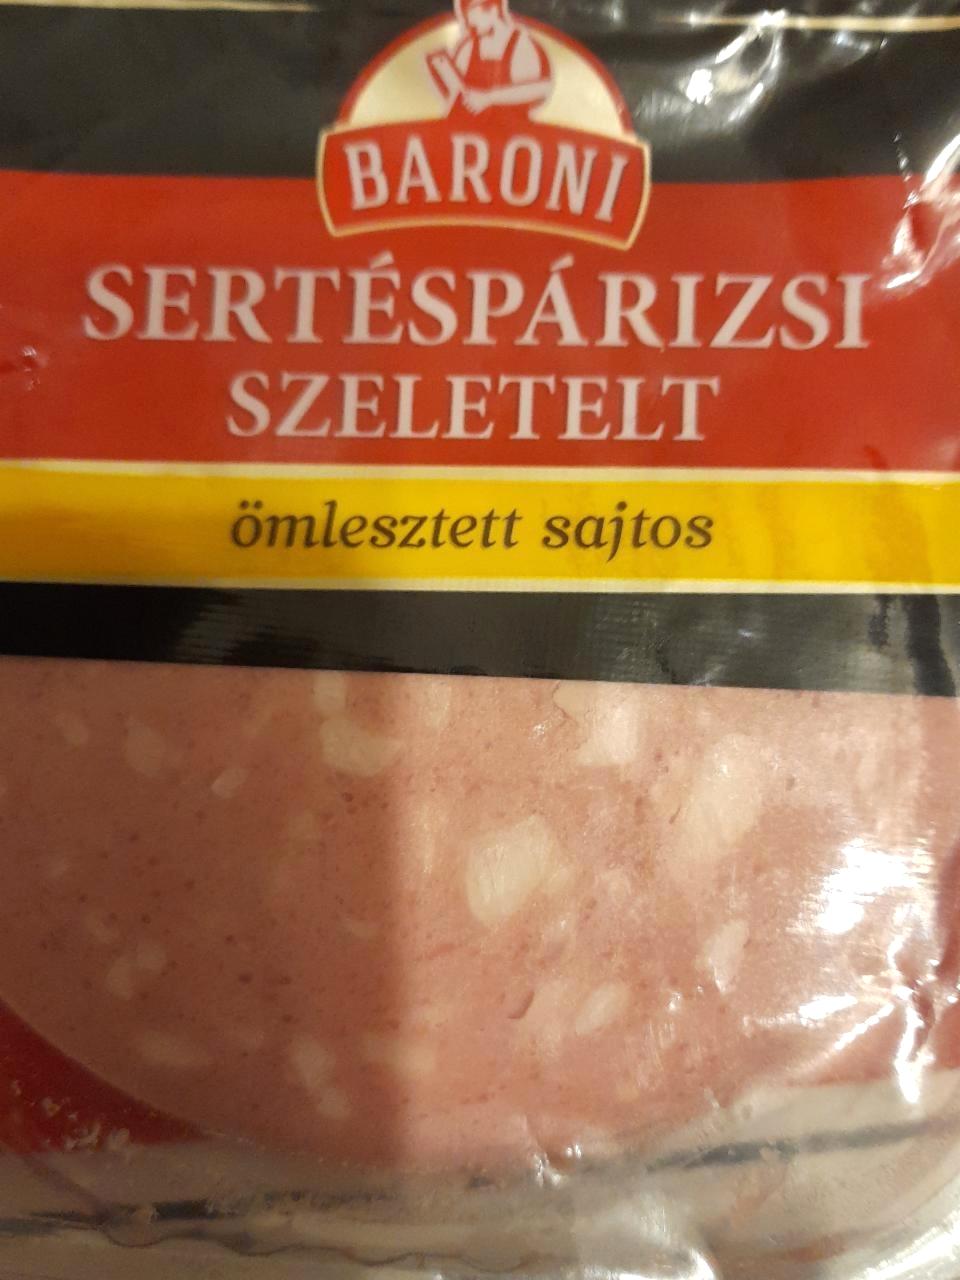 BARONI
SERTÉSPÁRIZSI
SZELETELT
ömlesztett sajtos